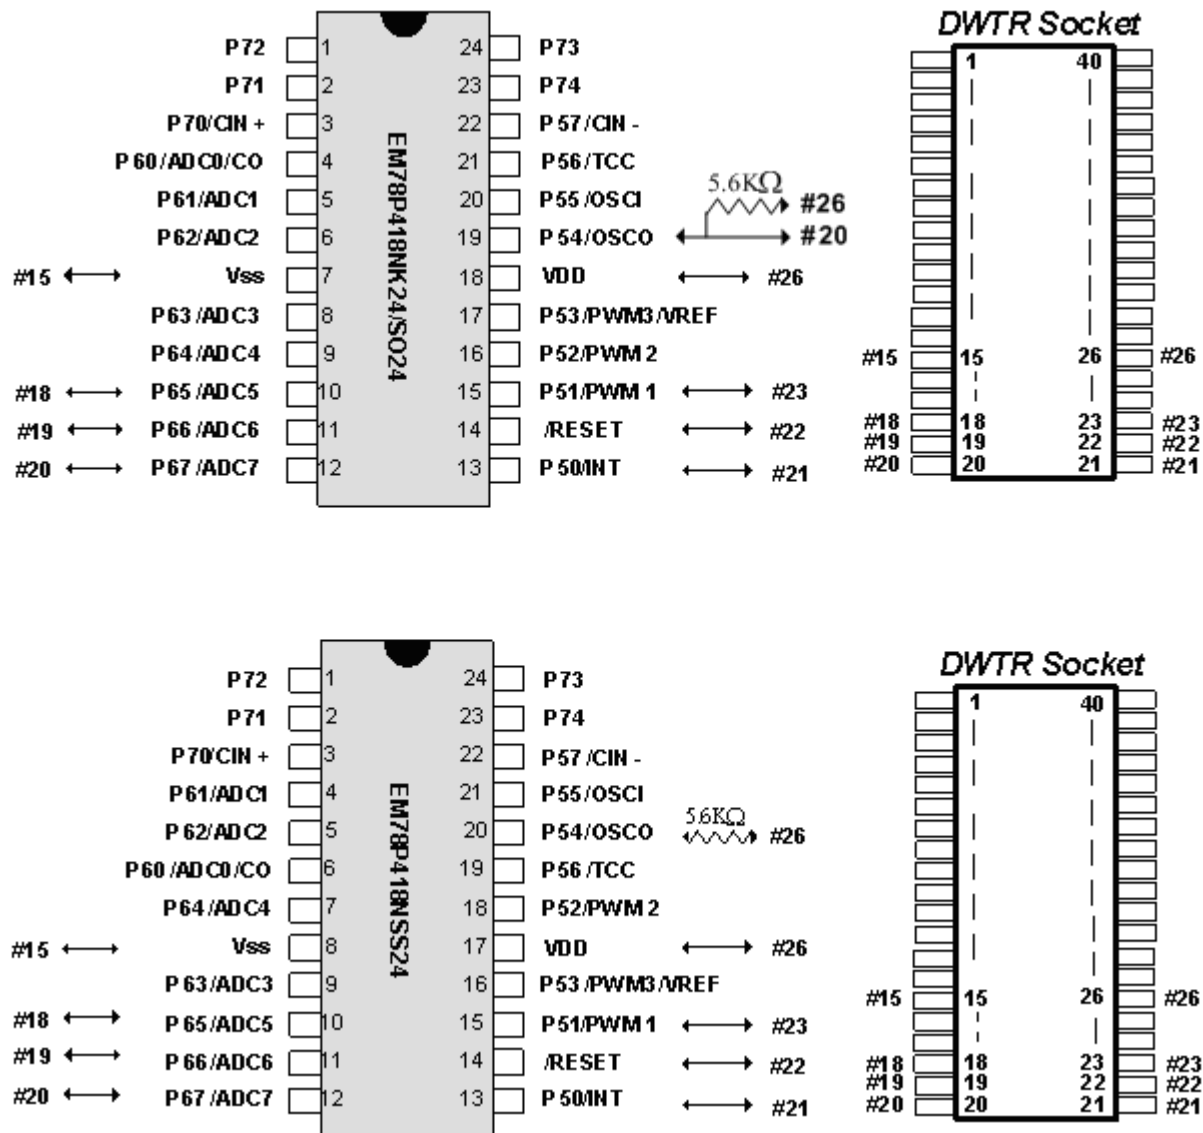 DWTR Socket
P72 1 24 P73
P71 2 23 P74
P70/CIN + 3 22 P57/CIN -
P60/ADC0/CO 4 21 P56/TCC
P61/ADC1 5 20 P55/OSCI
P62/ADC2 6 19 P54/OSCO
5.6KΩ #26
#20
#15 Vss 7 18 VDD #26
P63/ADC3 8 17 P53/PWM3/VREF
P64/ADC4 9 16 P52/PWM 2
#18 P65/ADC5 10 15 P51/PWM 1 #23
#19 P66/ADC6 11 14 /RESET #22
#20 P67/ADC7 12 13 P50/INT #21
EM78P418NK24/SO24
1 40
#15 15 26 #26
#18 18 23 #23
#19 19 22 #22
#20 20 21 #21
DWTR Socket
P72 1 24 P73
P71 2 23 P74
P70/CIN + 3 22 P57/CIN -
P61/ADC1 4 21 P55/OSCI
P62/ADC2 5 20 P54/OSCO 5.6KΩ #26
P60/ADC0/CO 6 19 P56/TCC
P64/ADC4 7 18 P52/PWM 2
#15 Vss 8 17 VDD #26
P63/ADC3 9 16 P53/PWM3/VREF
#18 P65/ADC5 10 15 P51/PWM 1 #23
#19 P66/ADC6 11 14 /RESET #22
#20 P67/ADC7 12 13 P50/INT #21
EM78P418NSS24
1 40
#15 15 26 #26
#18 18 23 #23
#19 19 22 #22
#20 20 21 #21